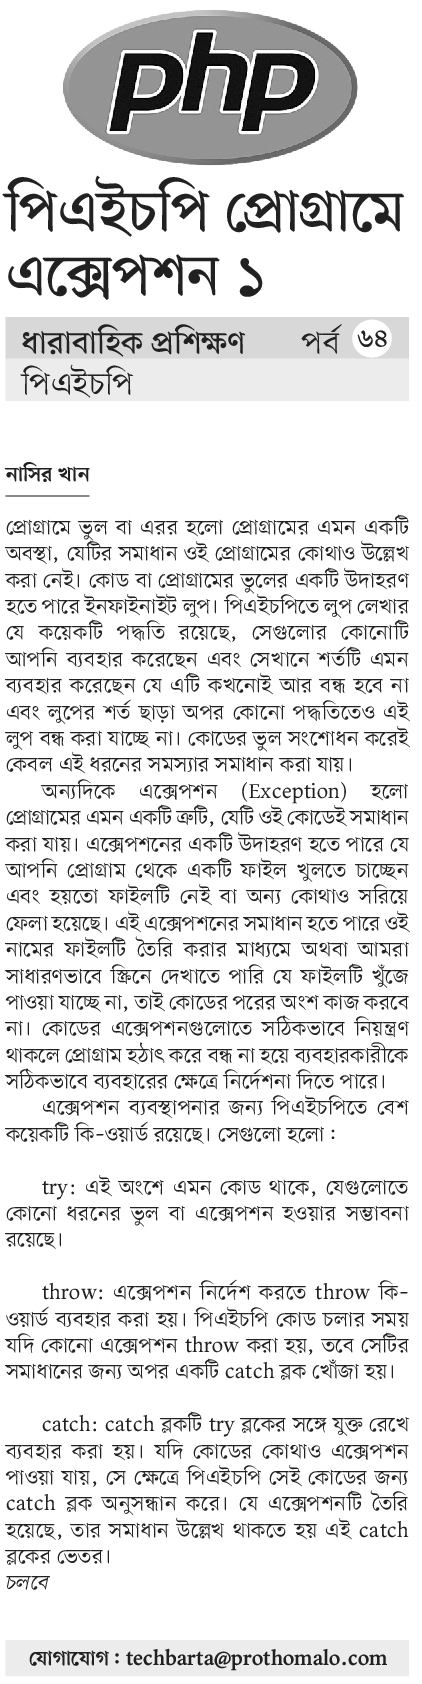 php
পিএইচপি প্রোগ্রামে
এক্সেপশন ১
ধারাবাহিক প্রশিক্ষণ পর্ব ৬৪
পিএইচপি
নাসির খান
প্রোগ্রামে ভুল বা এরর হলো প্রোগ্রামের এমন একটি
অবস্থা, যেটির সমাধান ওই প্রোগ্রামের কোথাও উল্লেখ
করা নেই। কোড বা প্রোগ্রামের ভুলের একটি উদাহরণ
হতে পারে ইনফাইনাইট লুপ। পিএইচপিতে লুপ লেখার
যে কয়েকটি পদ্ধতি রয়েছে, সেগুলোর কোনোটি
আপনি ব্যবহার করেছেন এবং সেখানে শর্তটি এমন
ব্যবহার করেছেন যে এটি কখনোই আর বন্ধ হবে না
এবং লুপের শর্ত ছাড়া অপর কোনো পদ্ধতিতেও এই
লুপ বন্ধ করা যাচ্ছে না। কোডের ভুল সংশোধন করেই
কেবল এই ধরনের সমস্যার সমাধান করা যায়।
অন্যদিকে এক্সেপশন (Exception) হলো
প্রোগ্রামের এমন একটি ত্রুটি, যেটি ওই কোডেই সমাধান
করা যায়। এক্সেপশনের একটি উদাহরণ হতে পারে যে
আপনি প্রোগ্রাম থেকে একটি ফাইল খুলতে চাচ্ছেন
এবং হয়তো ফাইলটি নেই বা অন্য কোথাও সরিয়ে
ফেলা হয়েছে। এই এক্সেপশনের সমাধান হতে পারে ওই
নামের ফাইলটি তৈরি করার মাধ্যমে অথবা আমরা
সাধারণভাবে স্ক্রিনে দেখাতে পারি যে ফাইলটি খুঁজে
পাওয়া যাচ্ছে না, তাই কোডের পরের অংশ কাজ করবে
না। কোডের এক্সেপশনগুলোতে সঠিকভাবে নিয়ন্ত্রণ
থাকলে প্রোগ্রাম হঠাৎ করে বন্ধ না হয়ে ব্যবহারকারীকে
সঠিকভাবে ব্যবহারের ক্ষেত্রে নির্দেশনা দিতে পারে।
এক্সেপশন ব্যবস্থাপনার জন্য পিএইচপিতে বেশ
কয়েকটি কি-ওয়ার্ড রয়েছে। সেগুলো হলো :
try: এই অংশে এমন কোড থাকে, যেগুলোতে
কোনো ধরনের ভুল বা এক্সেপশন হওয়ার সম্ভাবনা
রয়েছে।
throw: এক্সেপশন নির্দেশ করতে throw কি-
ওয়ার্ড ব্যবহার করা হয়। পিএইচপি কোড চলার সময়
যদি কোনো এক্সেপশন throw করা হয়, তবে সেটির
সমাধানের জন্য অপর একটি catch ব্লক খোঁজা হয়।
catch: catch ব্লকটি try ব্লকের সঙ্গে যুক্ত রেখে
ব্যবহার করা হয়। যদি কোডের কোথাও এক্সেপশন
পাওয়া যায়, সে ক্ষেত্রে পিএইচপি সেই কোডের জন্য
catch ব্লক অনুসন্ধান করে। যে এক্সেপশনটি তৈরি
হয়েছে, তার সমাধান উল্লেখ থাকতে হয় এই catch
ব্লকের ভেতর।
চলবে
যোগাযোগ : techbarta@prothomalo.com